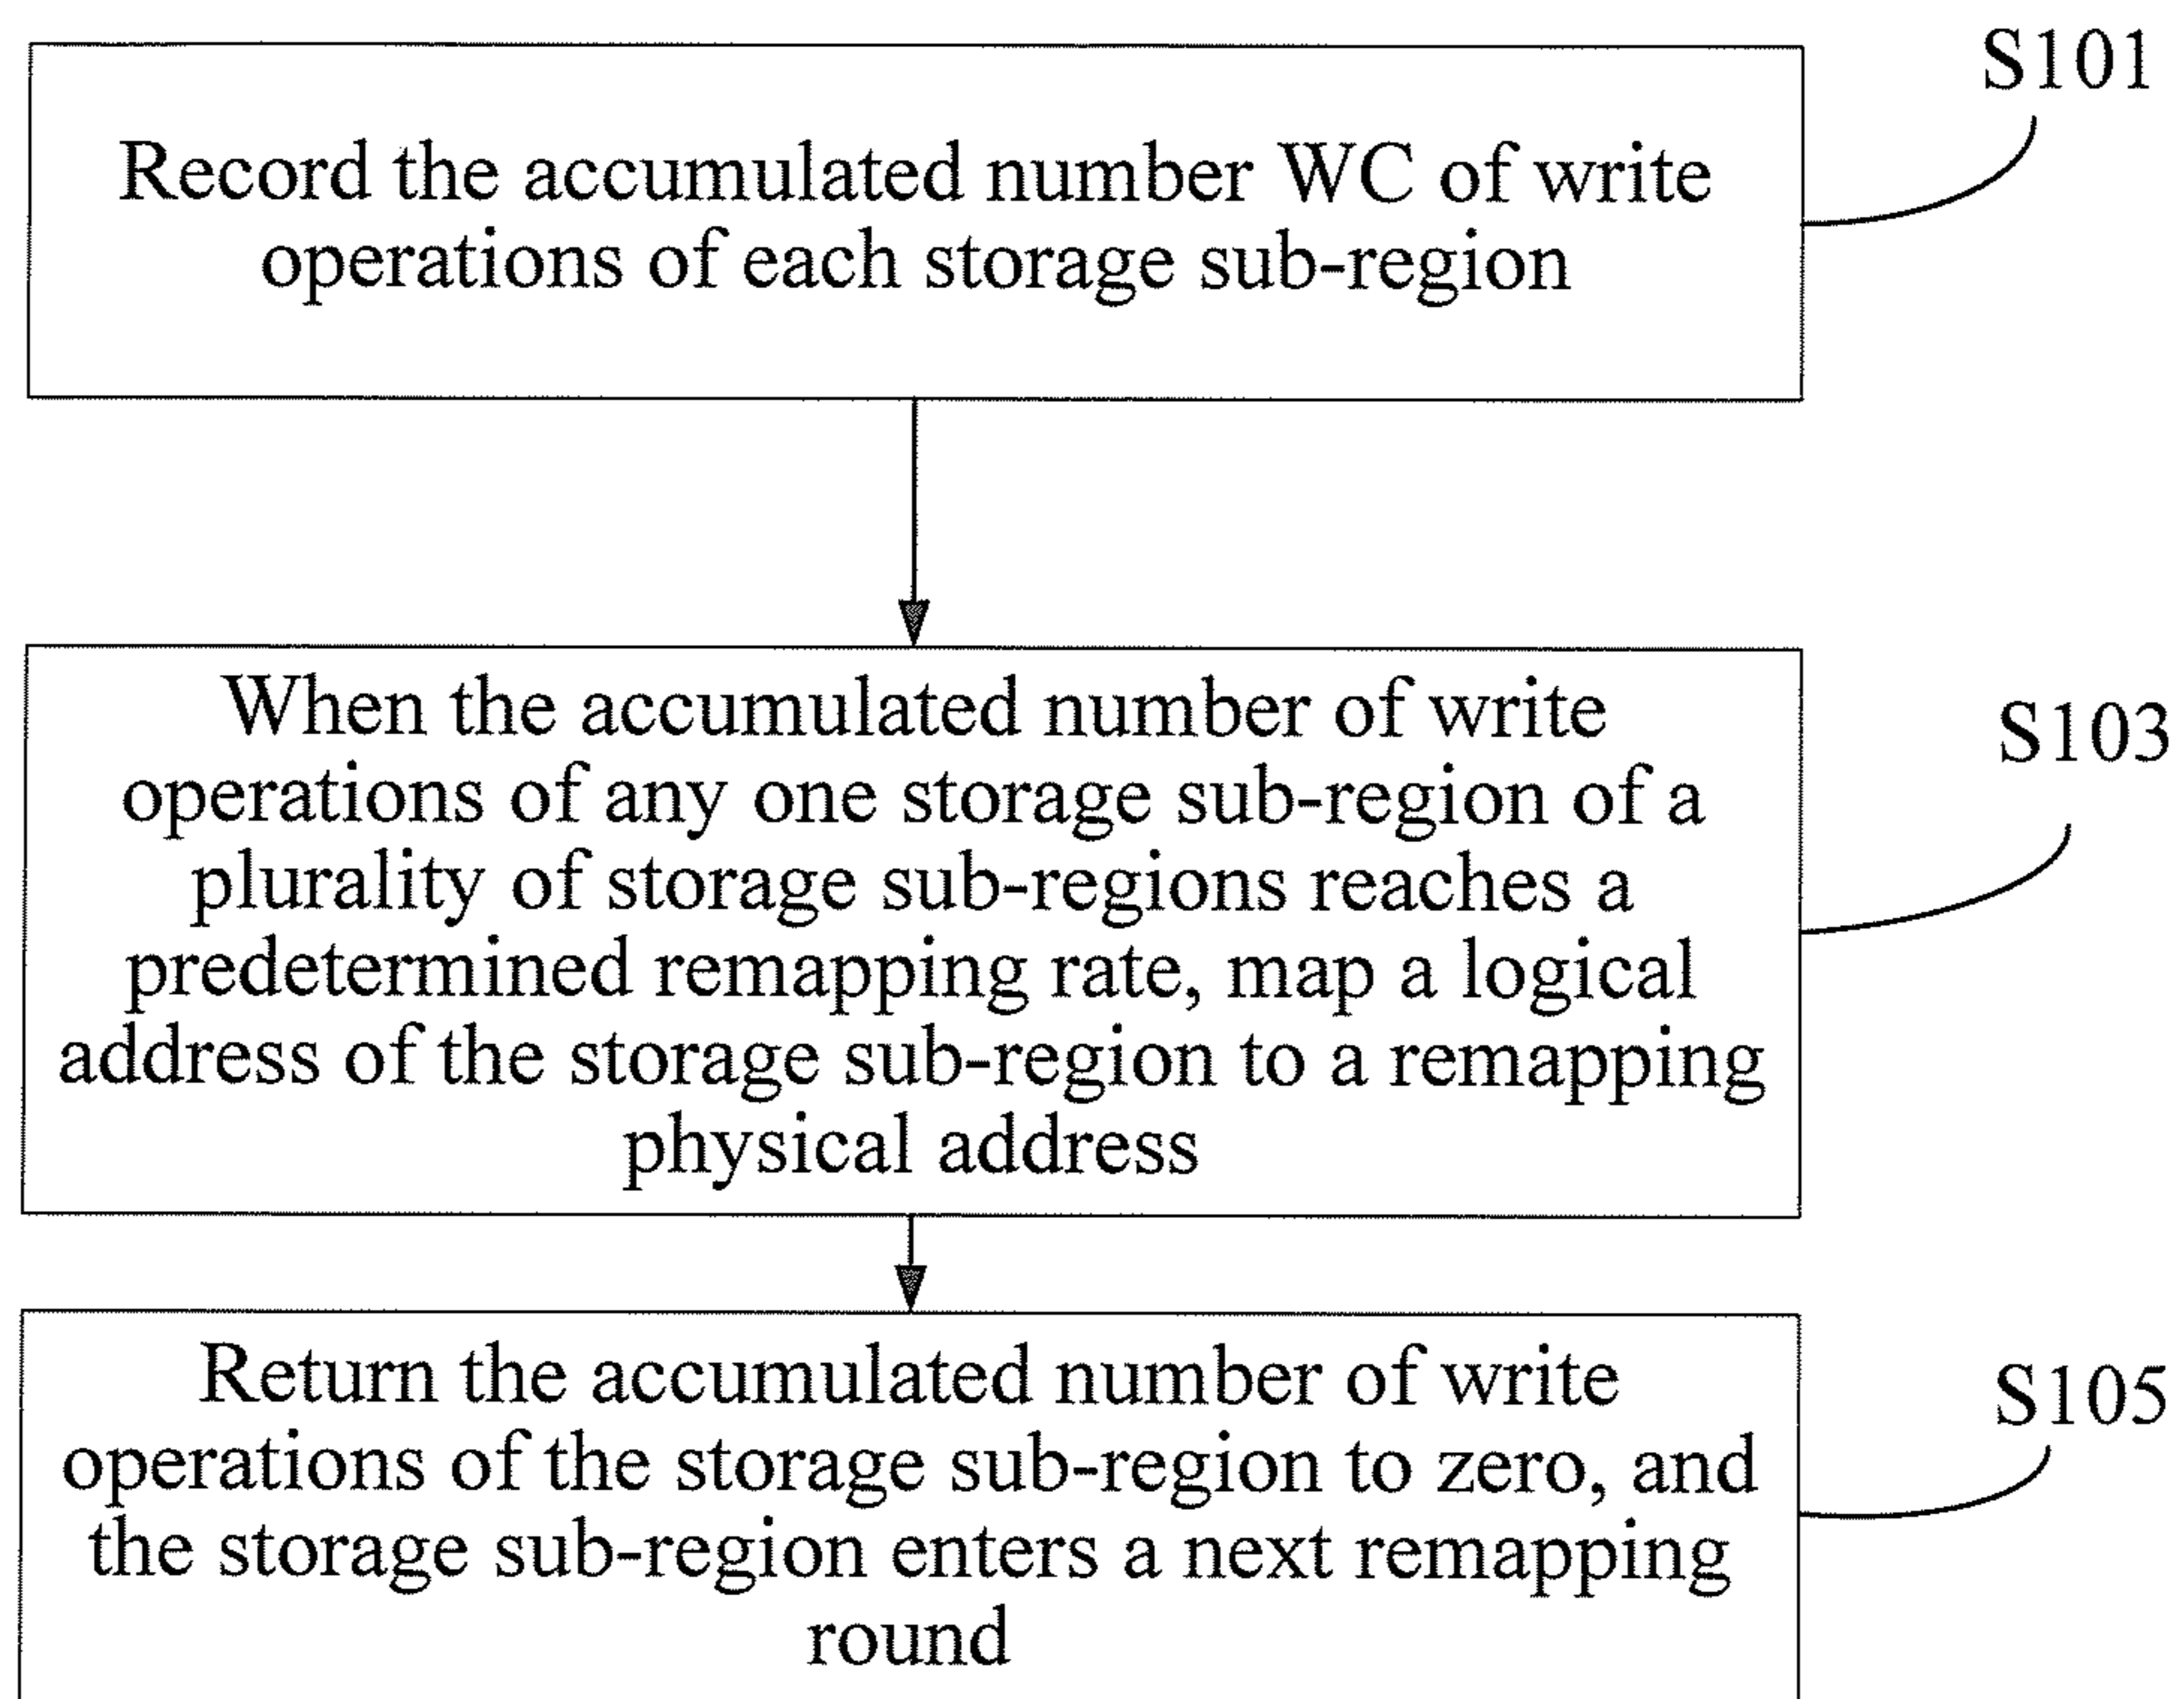 S101
Record the accumulated number WC of write
operations of each storage sub-region
When the accumulated number of write
operations of any one storage sub-region of a
plurality of storage sub-regions reaches a
predetermined remapping rate, map a logical
address of the storage sub-region to a remapping
physical address
S103
Return the accumulated number of write
operations of the storage sub-region to zero, and
the storage sub-region enters a next remapping
round
S105